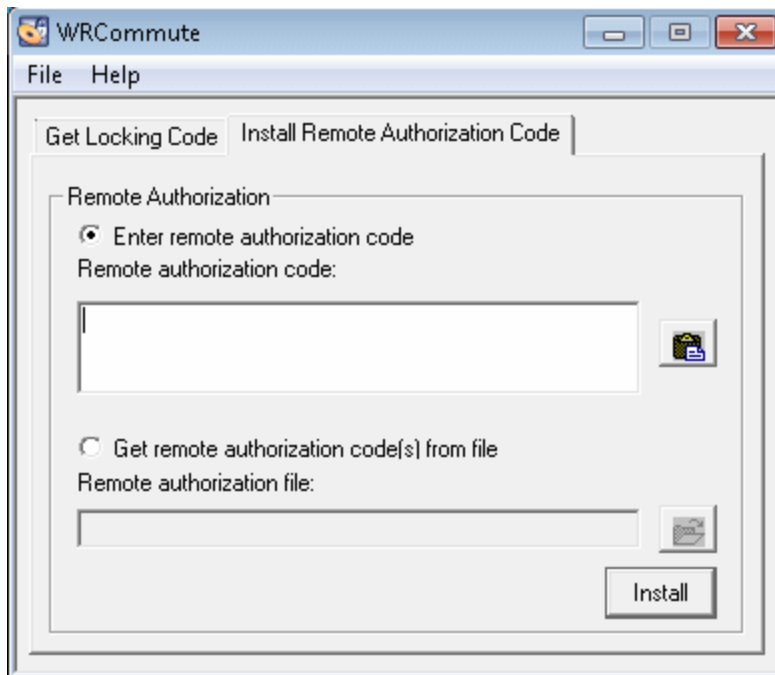 WRCommute
File Help
Get Locking Code Install Remote Authorization Code
Remote Authorization
Enter remote authorization code
Remote authorization code:
Get remote authorization code(s) from file
Remote authorization file:
Install